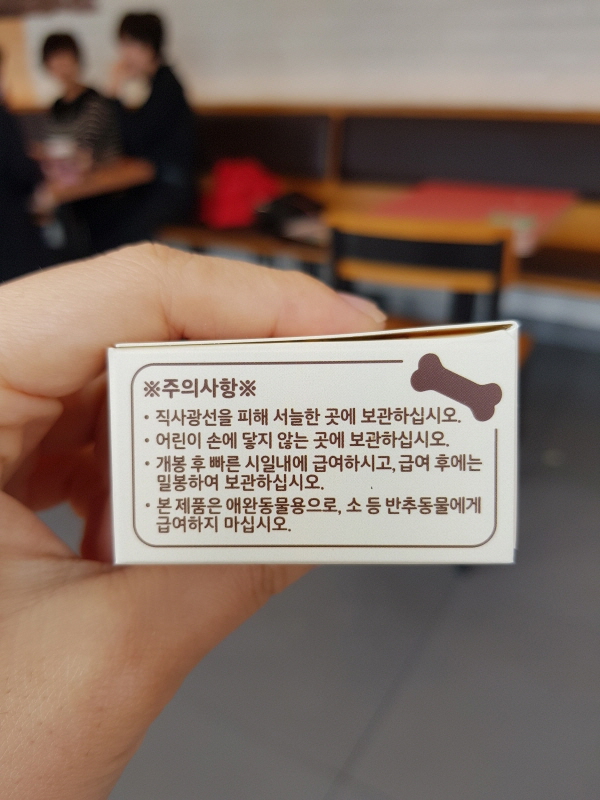 ※주의사항※
• 직사광선을 피해 서늘한 곳에 보관하십시오.
• 어린이 손에 닿지 않는 곳에 보관하십시오.
• 개봉 후 빠른 시일내에 급여하시고, 급여 후에는
밀봉하여 보관하십시오.
• 본 제품은 애완동물용으로, 소 등 반추동물에게
급여하지 마십시오.